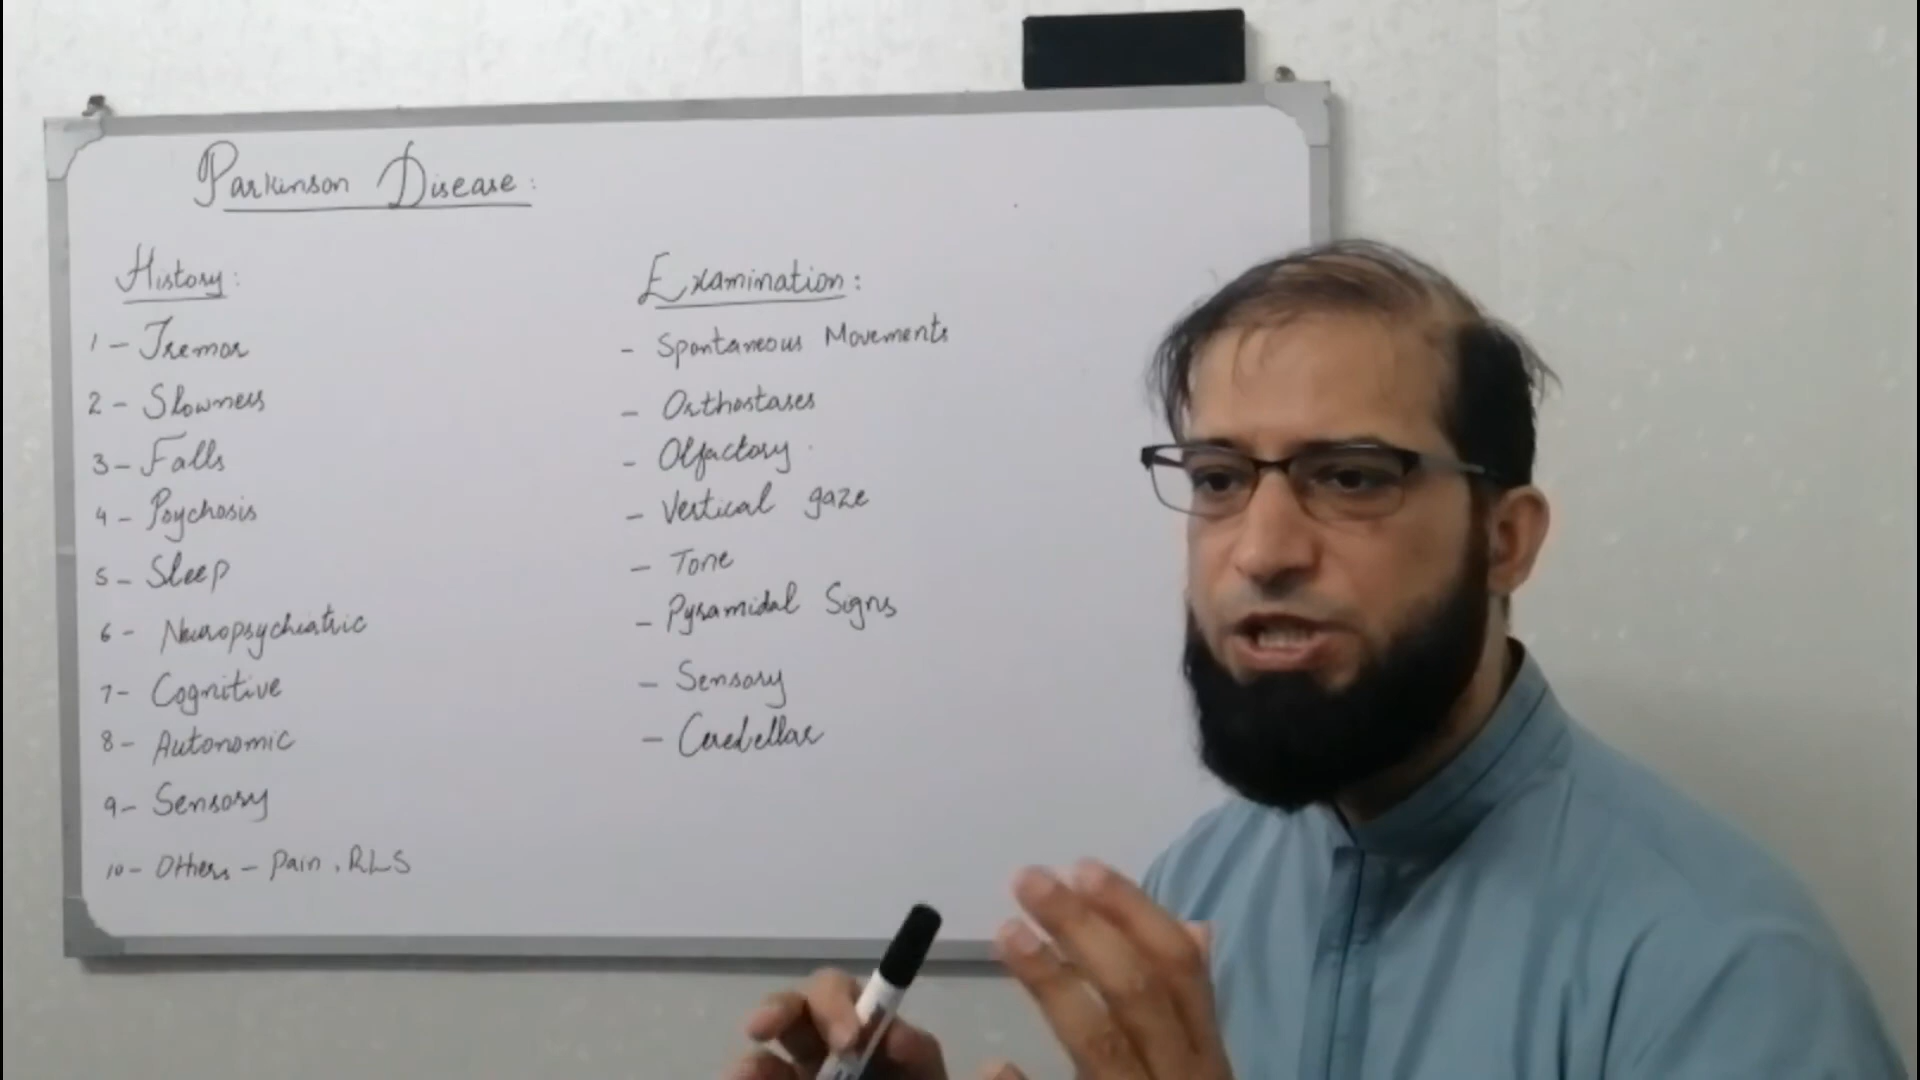 Parkinson Disease:
History:
1 - Tremor
2 - Slowness
3 - Falls
4 - Psychosis
5 - Sleep
6 - Neuropsychiatric
7 - Cognitive
8 - Autonomic
9 - Sensory
10 - Others - Pain, RLS
Examination:
- Spontaneous Movements
- Orthostases
- Olfactory
- Vertical gaze
- Tone
- Pyramidal Signs
- Sensory
- Cerebellar